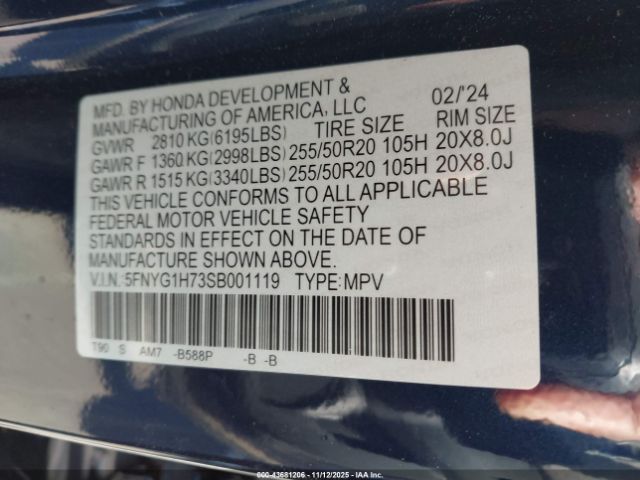 MFD. BY HONDA DEVELOPMENT & 02/'24
MANUFACTURING OF AMERICA, LLC
GVWR 2810 KG(6195LBS) TIRE SIZE RIM SIZE
GAWR F 1360 KG(2998LBS) 255/50R20 105H 20X8.0J
GAWR R 1515 KG(3340LBS) 255/50R20 105H 20X8.0J
THIS VEHICLE CONFORMS TO ALL APPLICABLE
FEDERAL MOTOR VEHICLE SAFETY
STANDARDS IN EFFECT ON THE DATE OF
MANUFACTURE SHOWN ABOVE.
V.I.N.:5FNYG1H73SB001119 TYPE:MPV
T90 S AM7 -B588P -B -B
00-43681206 - 11/12/2025 - IAAI.COM